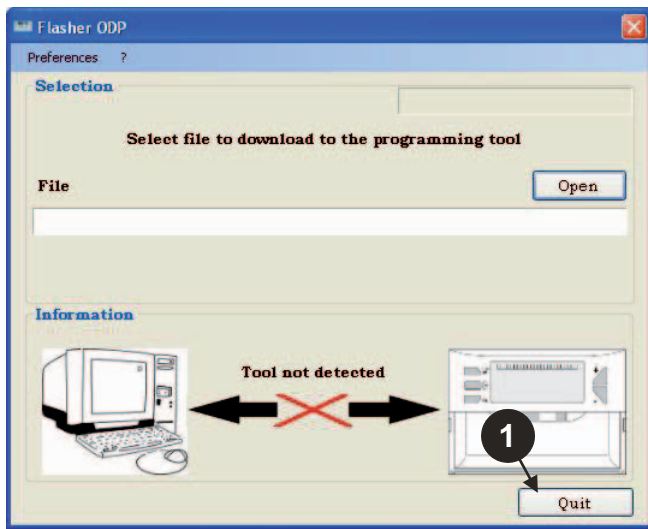 Flasher ODP
Preferences ?
Selection
Select file to download to the programming tool
File
Open
Information
Tool not detected
1
Quit